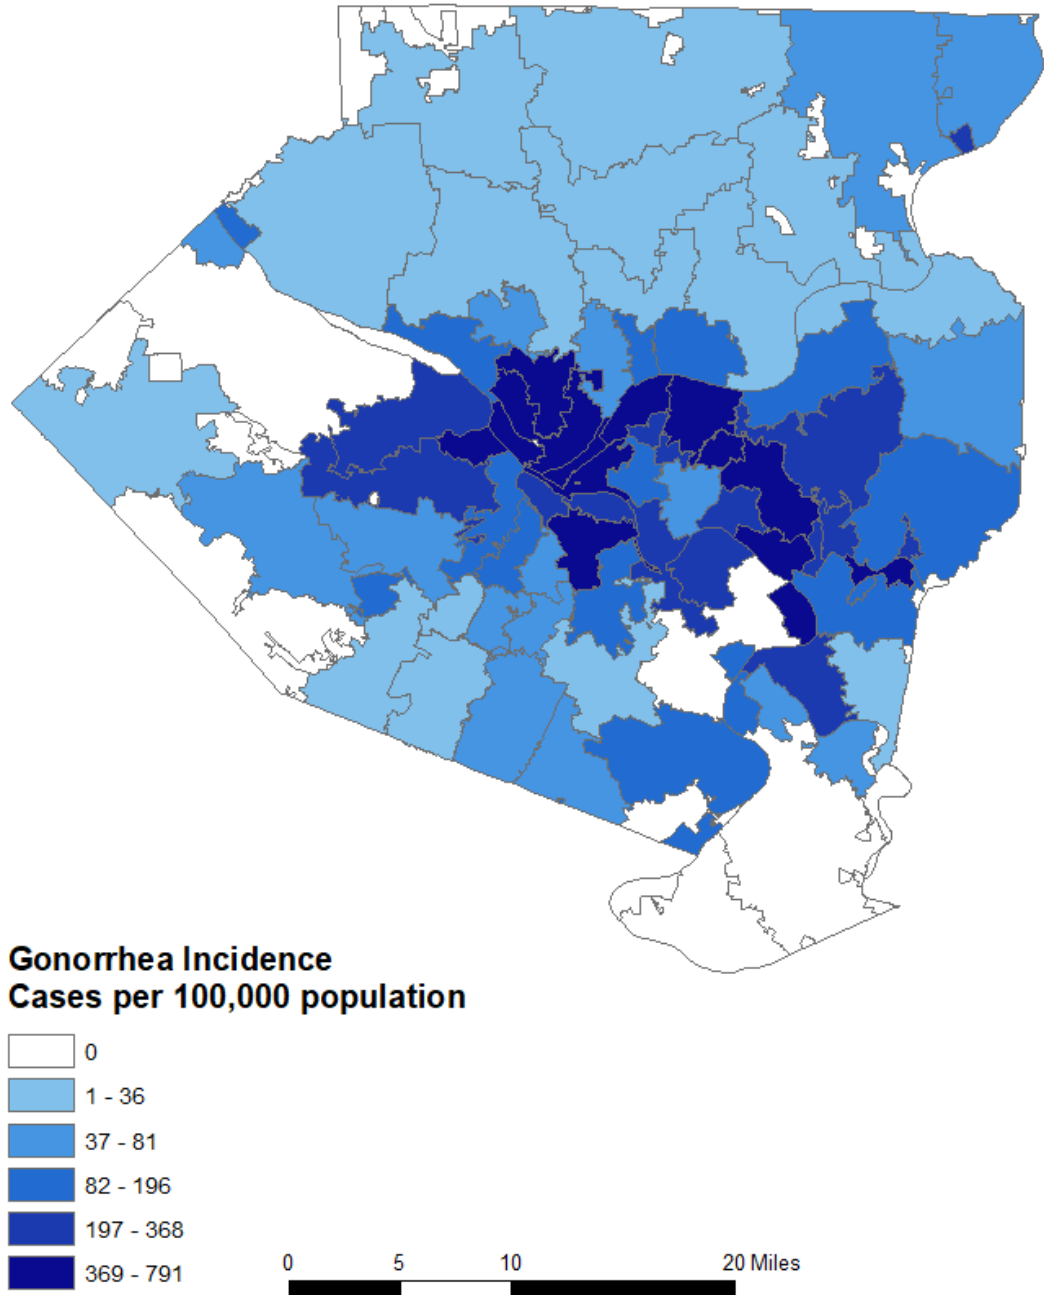 Gonorrhea Incidence
Cases per 100,000 population
0
1 - 36
37 - 81
82 - 196
197 - 368
369 - 791
0 5 10 20 Miles